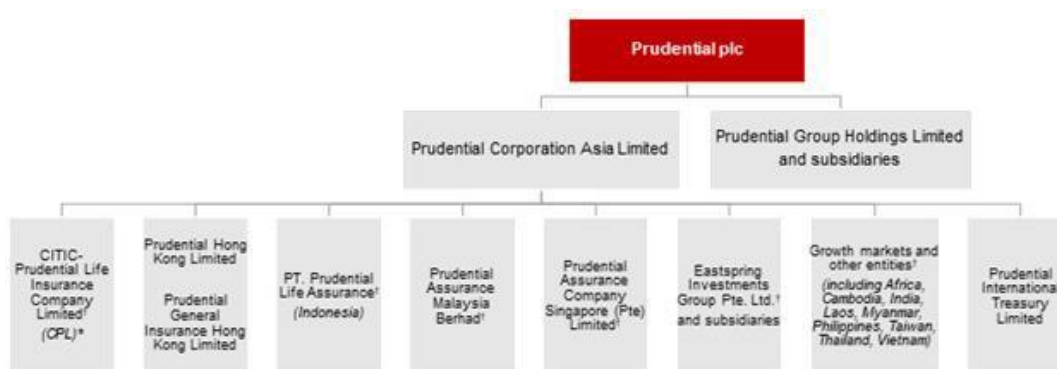 Prudential plc
Prudential Corporation Asia Limited
Prudential Group Holdings Limited
and subsidiaries
CITIC-
Prudential Life
Insurance
Company
Limited†
(CPL)*
Prudential Hong
Kong Limited
Prudential
General
Insurance Hong
Kong Limited
PT. Prudential
Life Assurance†
(Indonesia)
Prudential
Assurance
Malaysia
Berhad†
Prudential
Assurance
Company
Singapore (Pte)
Limited†
Eastspring
Investments
Group Pte. Ltd.†
and subsidiaries
Growth markets and
other entities†
(including Africa,
Cambodia, India,
Laos, Myanmar,
Philippines, Taiwan,
Thailand, Vietnam)
Prudential
International
Treasury
Limited